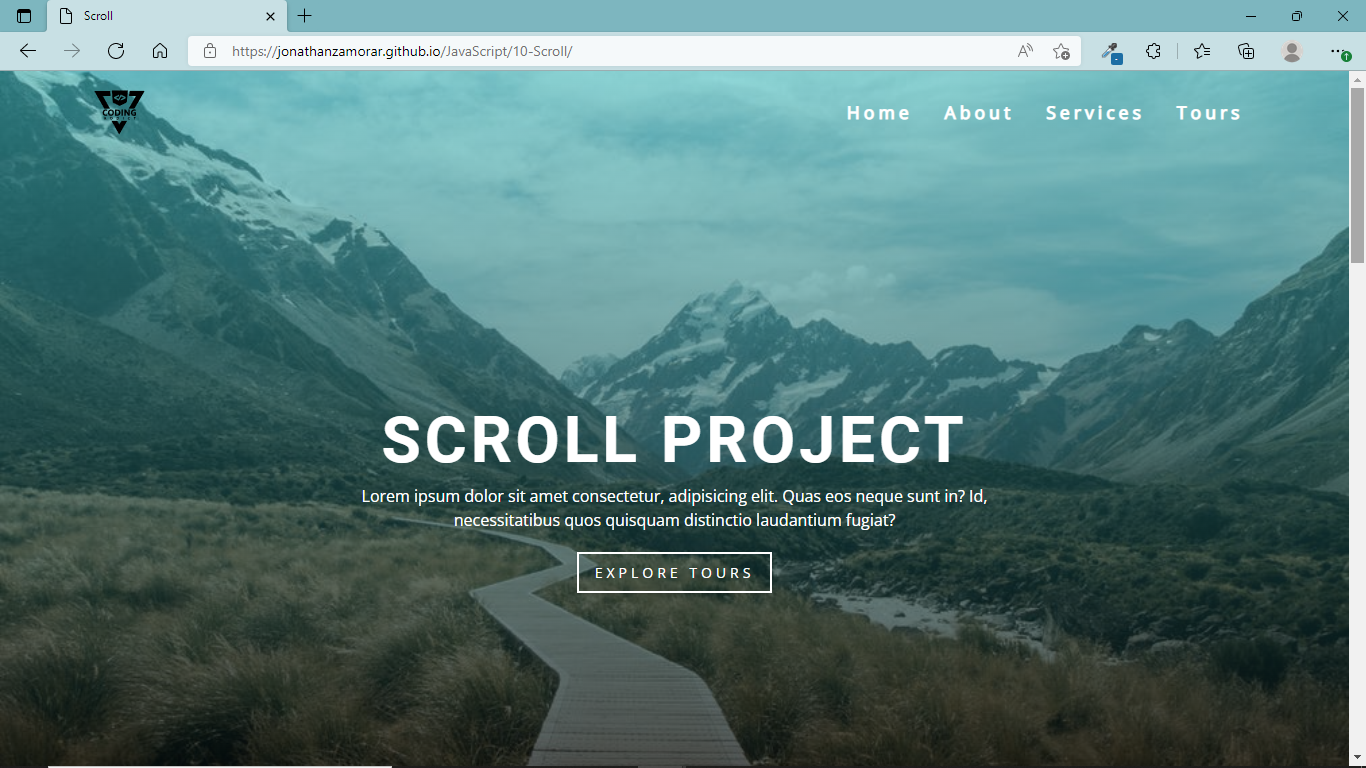 Scroll
https://jonathanzamorar.github.io/JavaScript/10-Scroll/
CODING
Home About Services Tours
SCROLL PROJECT
Lorem ipsum dolor sit amet consectetur, adipisicing elit. Quas eos neque sunt in? Id,
necessitatibus quos quisquam distinctio laudantium fugiat?
EXPLORE TOURS